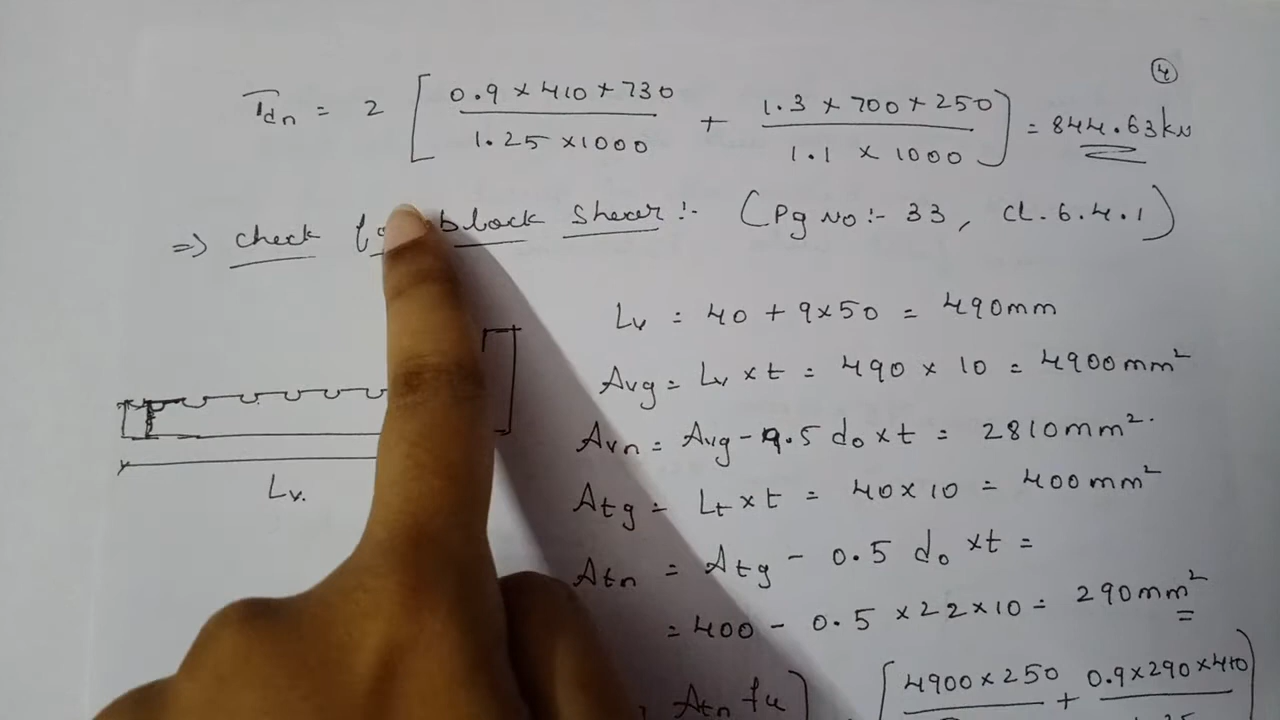 4
Tdn = 2 [ 0.9 × 410 × 730 / 1.25 × 1000 + 1.3 × 700 × 250 / 1.1 × 1000 ] = 844.63 kN
=> check block shear :- (Pg No :- 33, cl. 6.4.1)
Lv = 40 + 9×50 = 490mm
Avg = Lv × t = 490 × 10 = 4900 mm²
Avn = Avg - 9.5 do × t = 2810 mm².
Lv.
Atg = Lt × t = 40×10 = 400 mm²
Atn = Atg - 0.5 do × t =
= 400 - 0.5 × 22 × 10 = 290 mm²
Atn fu ] [ 4900 × 250 + 0.9 × 290 × 410 ]